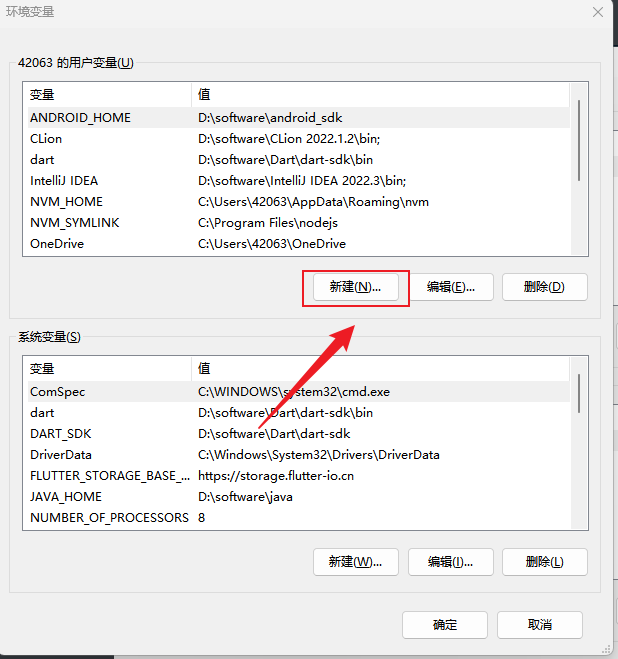 环境变量
42063 的用户变量(U)
变量 值
ANDROID_HOME D:\software\android_sdk
CLion D:\software\CLion 2022.1.2\bin;
dart D:\software\Dart\dart-sdk\bin
IntelliJ IDEA D:\software\IntelliJ IDEA 2022.3\bin;
NVM_HOME C:\Users\42063\AppData\Roaming\nvm
NVM_SYMLINK C:\Program Files\nodejs
OneDrive C:\Users\42063\OneDrive
新建(N)... 编辑(E)... 删除(D)
系统变量(S)
变量 值
ComSpec C:\WINDOWS\system32\cmd.exe
dart D:\software\Dart\dart-sdk\bin
DART_SDK D:\software\Dart\dart-sdk
DriverData C:\Windows\System32\Drivers\DriverData
FLUTTER_STORAGE_BASE_... https://storage.flutter-io.cn
JAVA_HOME D:\software\java
NUMBER_OF_PROCESSORS 8
新建(W)... 编辑(I)... 删除(L)
确定 取消